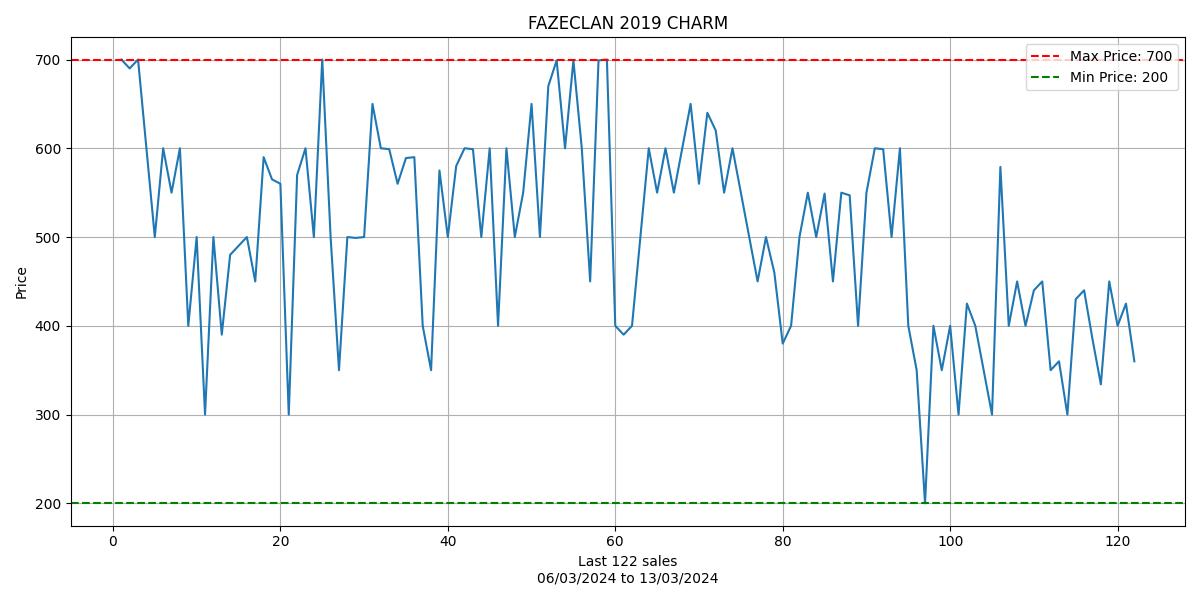 FAZECLAN 2019 CHARM
Max Price: 700
Min Price: 200
700
600
500
400
300
200
Price
0 20 40 60 80 100 120
Last 122 sales
06/03/2024 to 13/03/2024